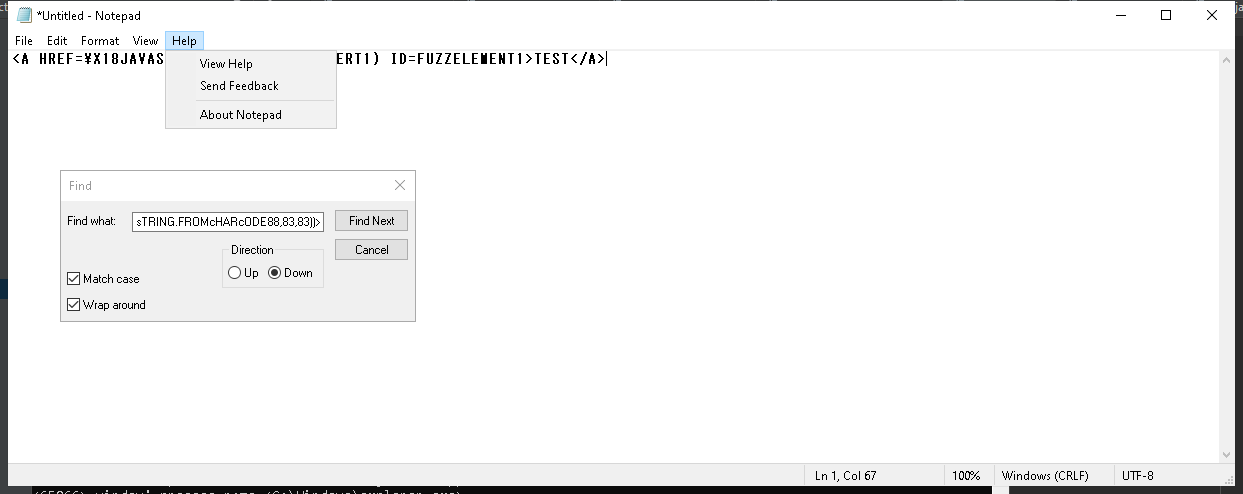 *Untitled - Notepad
File Edit Format View Help
<A HREF=¥X18JAVAS ERT1) ID=FUZZELEMENT1>TEST</A>
View Help
Send Feedback
About Notepad
Find
Find what: sTRING.FROMcHARcODE88,83,83))> Find Next
Direction Cancel
Up Down
Match case
Wrap around
Ln 1, Col 67 100% Windows (CRLF) UTF-8